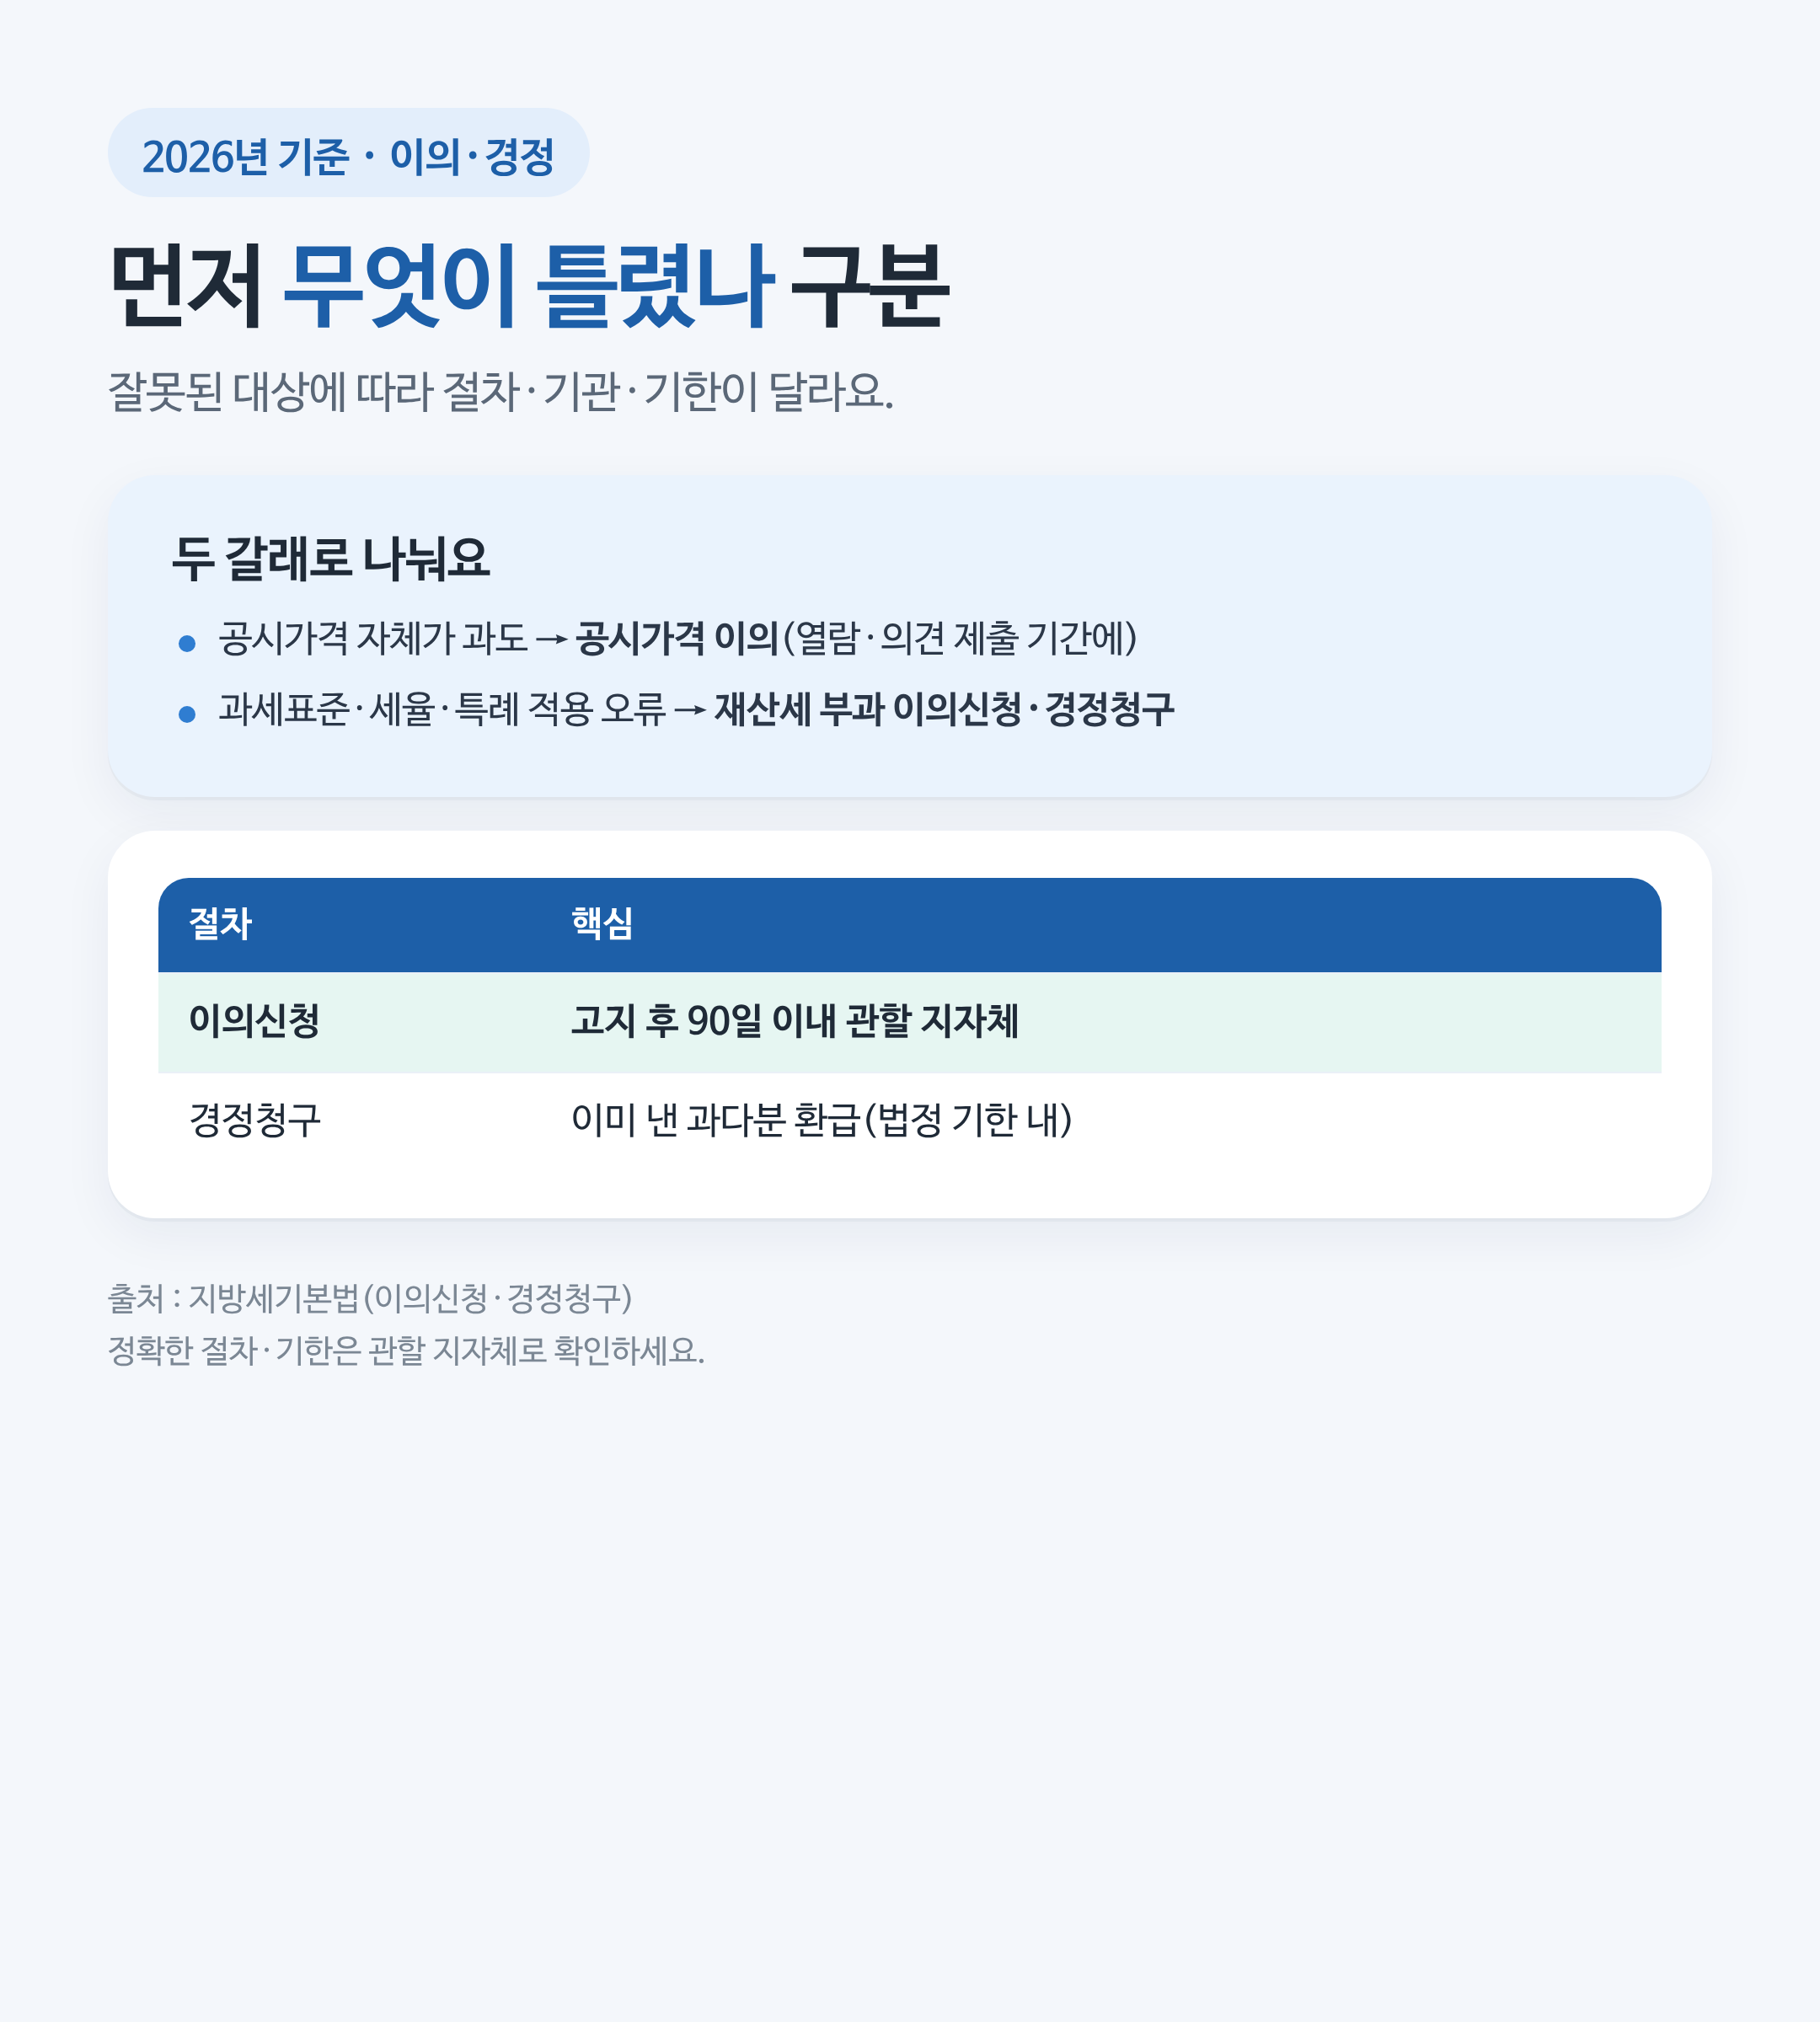 2026년 기준 · 이의·경정
먼저 무엇이 틀렸나 구분
잘못된 대상에 따라 절차·기관·기한이 달라요.
두 갈래로 나눠요
공시가격 자체가 과도 → 공시가격 이의(열람·의견 제출 기간에)
과세표준·세율·특례 적용 오류 → 재산세 부과 이의신청·경정청구
절차 핵심
이의신청 고지 후 90일 이내 관할 지자체
경정청구 이미 낸 과다분 환급(법정 기한 내)
출처 : 지방세기본법(이의신청·경정청구)
정확한 절차·기한은 관할 지자체로 확인하세요.